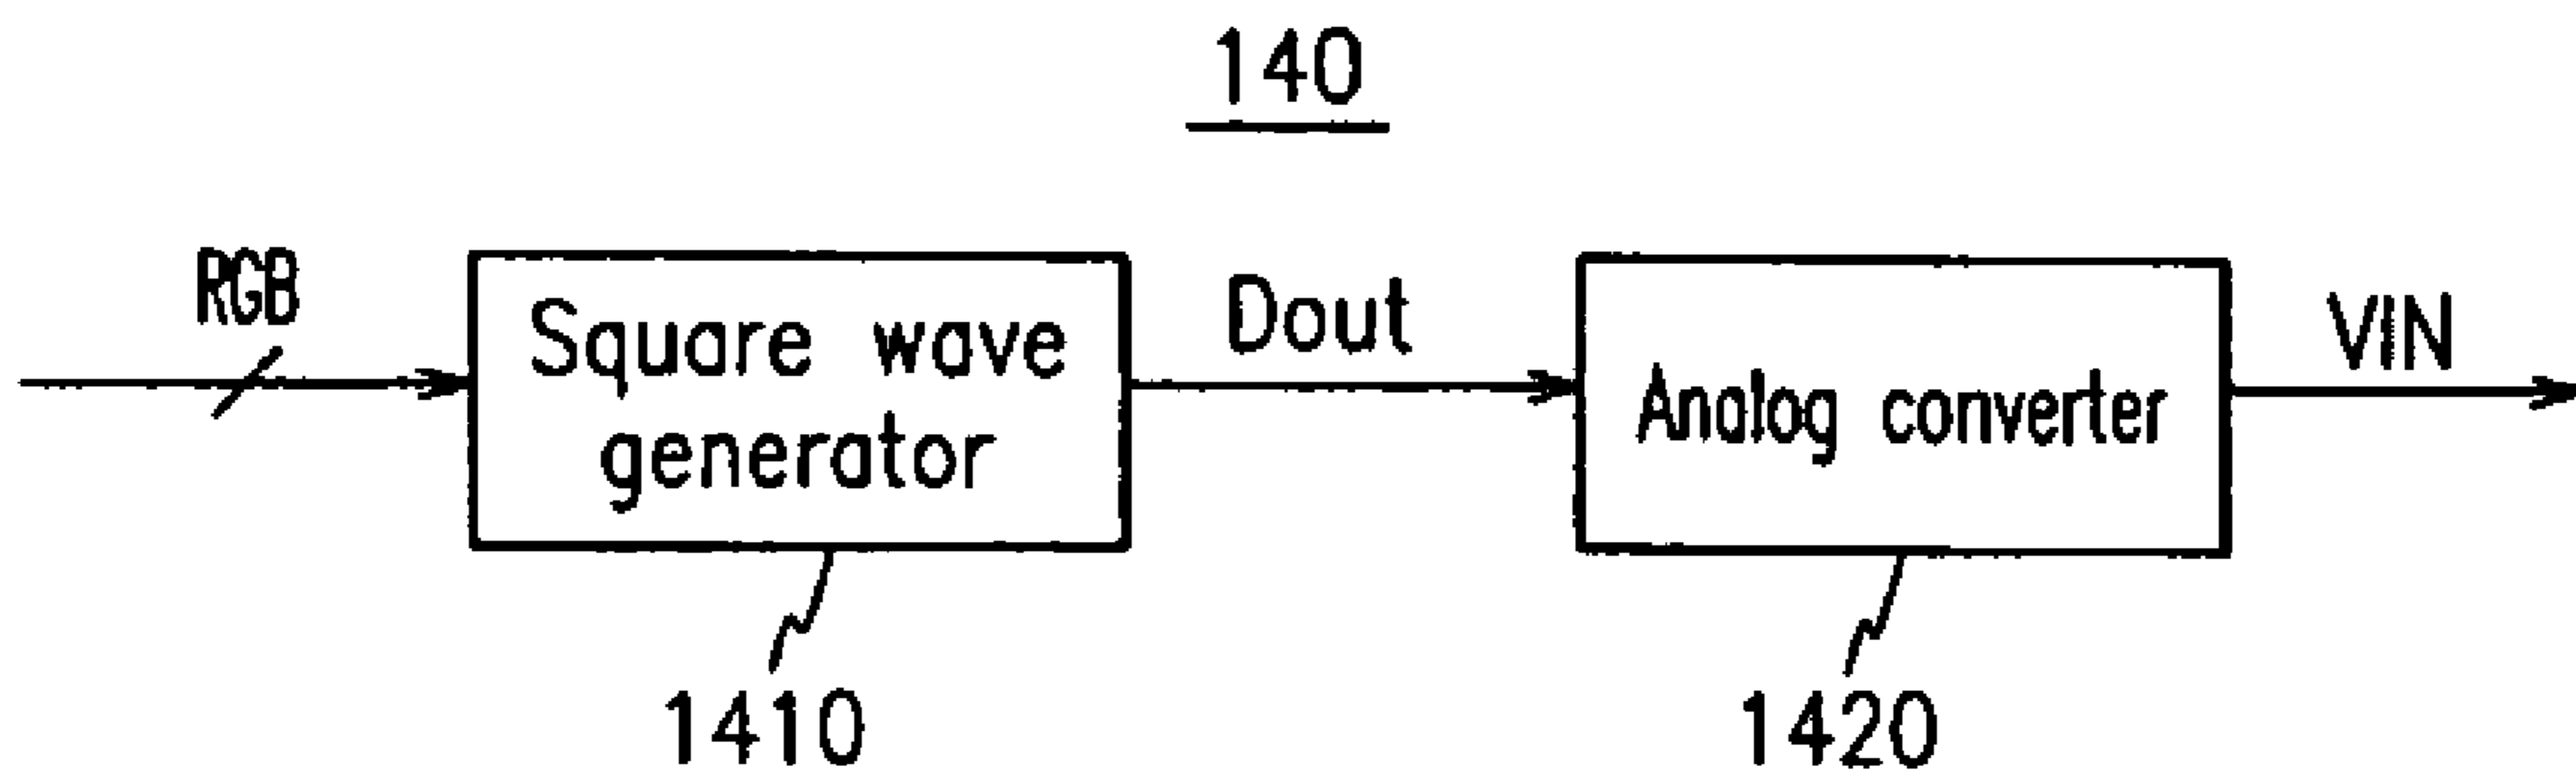 140
RGB
Square wave
generator
Dout
Analog converter
VIN
1410
1420